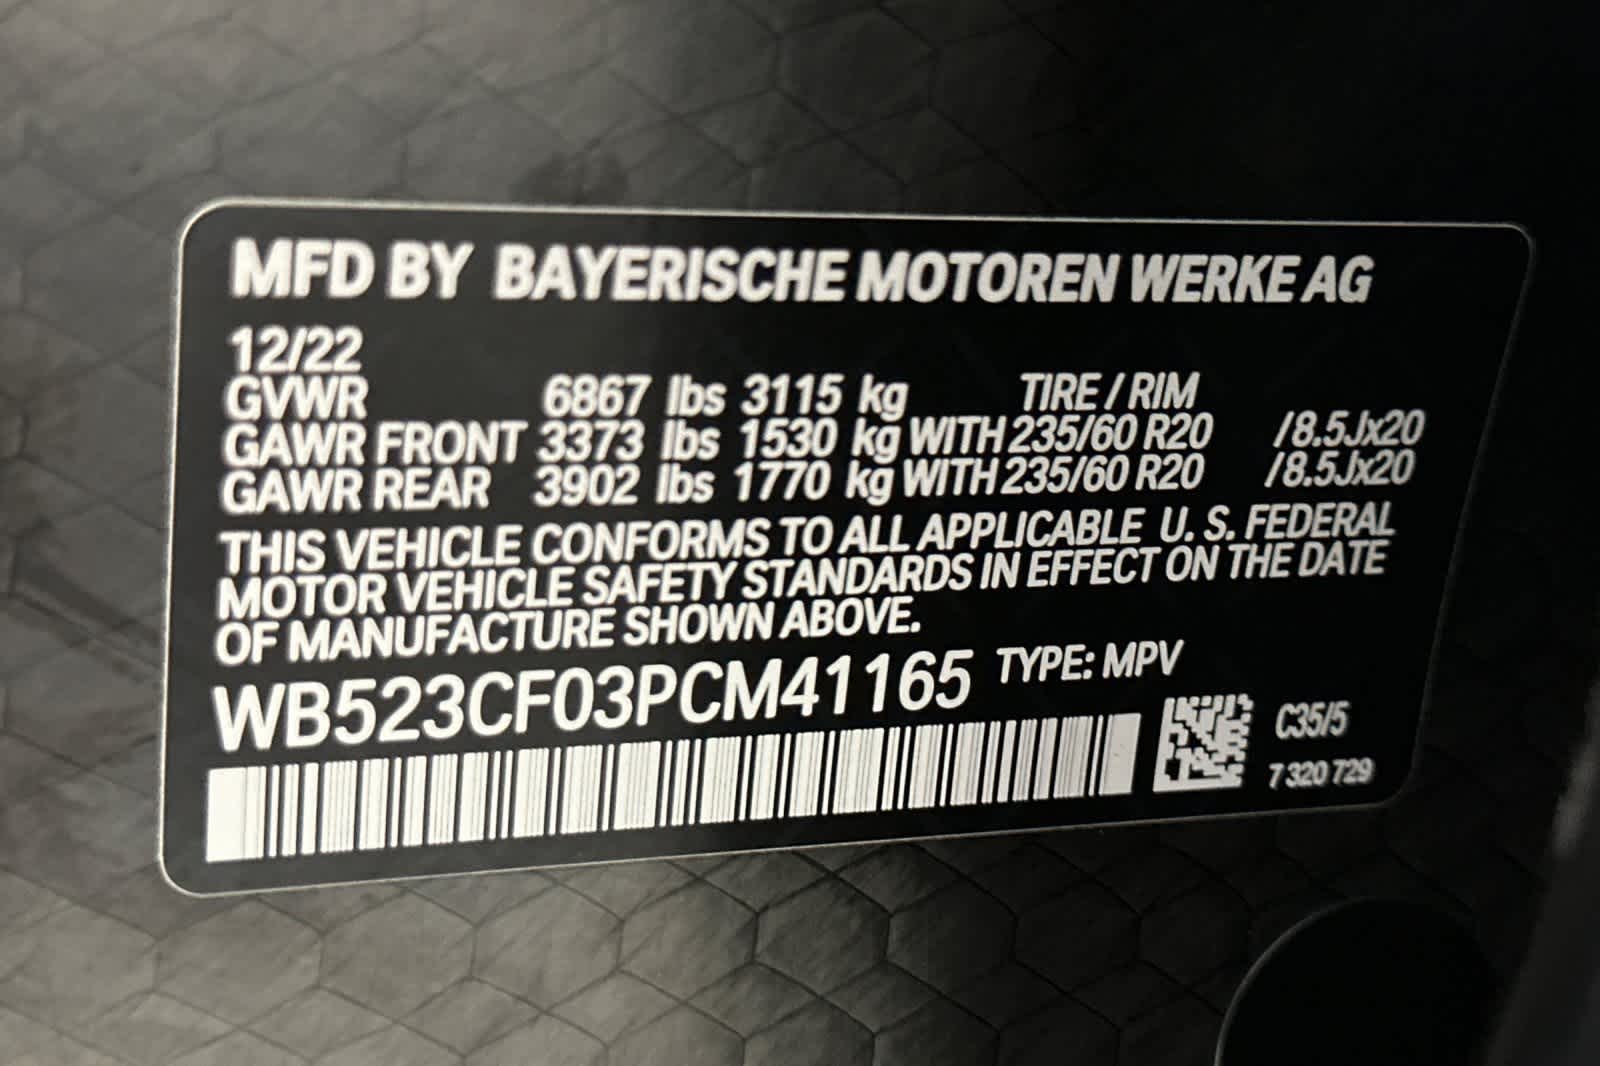 MFD BY BAYERISCHE MOTOREN WERKE AG
12/22
GVWR 6867 lbs 3115 kg TIRE / RIM
GAWR FRONT 3373 lbs 1530 kg WITH 235/60 R20 /8.5Jx20
GAWR REAR 3902 lbs 1770 kg WITH 235/60 R20 /8.5Jx20
THIS VEHICLE CONFORMS TO ALL APPLICABLE U. S. FEDERAL
MOTOR VEHICLE SAFETY STANDARDS IN EFFECT ON THE DATE
OF MANUFACTURE SHOWN ABOVE.
WB523CF03PCM41165 TYPE: MPV
C35/5
7 320 729